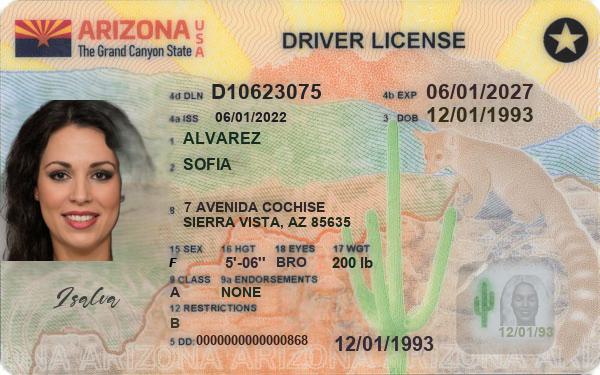 ARIZONA USA
The Grand Canyon State
DRIVER LICENSE
4d DLN D10623075 4b EXP 06/01/2027
4a ISS 06/01/2022 3 DOB 12/01/1993
1 ALVAREZ
2 SOFIA
8 7 AVENIDA COCHISE
SIERRA VISTA, AZ 85635
15 SEX 16 HGT 18 EYES 17 WGT
F 5'-06" BRO 200 lb
9 CLASS 9a ENDORSEMENTS
A NONE
12 RESTRICTIONS
B
5 DD: 0000000000000868
12/01/1993
12/01/93
Isalva
ARIZONA ARIZONA ARIZONA ARIZONA